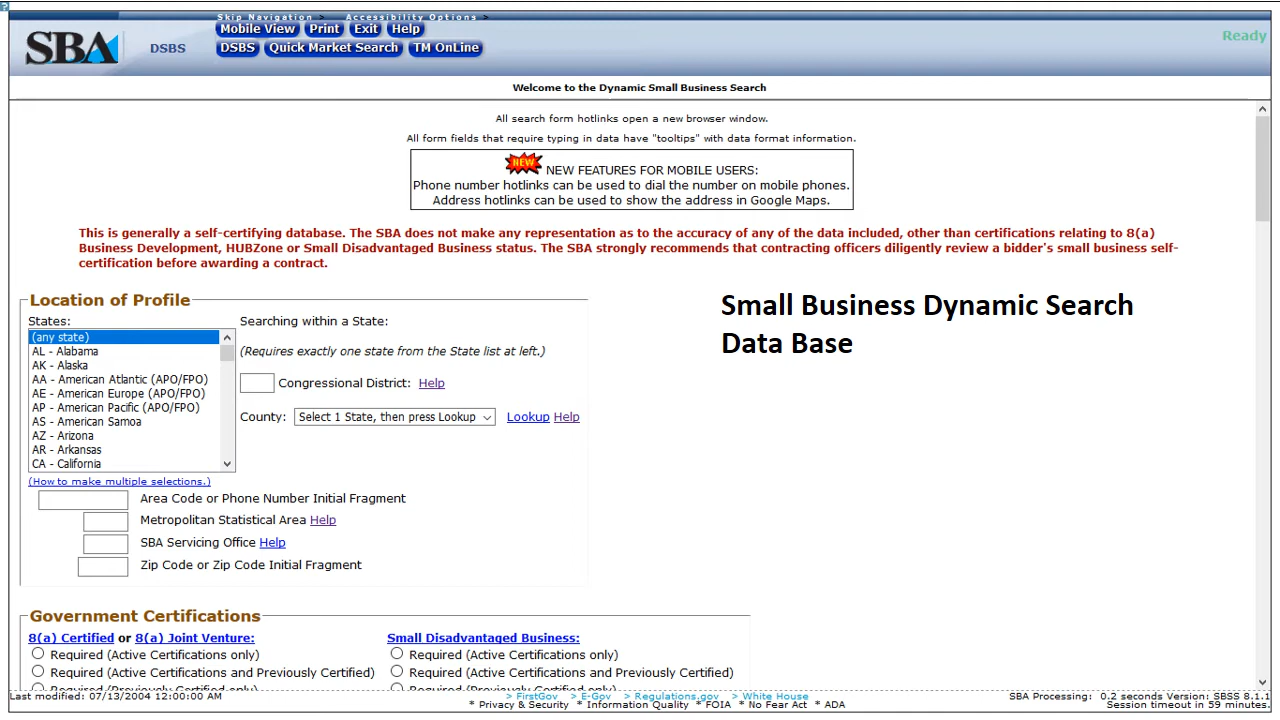 ?
Skip Navigation > Accessibility Options >
Mobile View Print Exit Help
SBA DSBS DSBS Quick Market Search TM OnLine
Ready
Welcome to the Dynamic Small Business Search
All search form hotlinks open a new browser window.
All form fields that require typing in data have "tooltips" with data format information.
NEW NEW FEATURES FOR MOBILE USERS:
Phone number hotlinks can be used to dial the number on mobile phones.
Address hotlinks can be used to show the address in Google Maps.
This is generally a self-certifying database. The SBA does not make any representation as to the accuracy of any of the data included, other than certifications relating to 8(a)
Business Development, HUBZone or Small Disadvantaged Business status. The SBA strongly recommends that contracting officers diligently review a bidder's small business self-
certification before awarding a contract.
Location of Profile
States:
(any state)
AL - Alabama
AK - Alaska
AA - American Atlantic (APO/FPO)
AE - American Europe (APO/FPO)
AP - American Pacific (APO/FPO)
AS - American Samoa
AZ - Arizona
AR - Arkansas
CA - California
(How to make multiple selections.)
Searching within a State:
(Requires exactly one state from the State list at left.)
Congressional District: Help
County: Select 1 State, then press Lookup Lookup Help
Area Code or Phone Number Initial Fragment
Metropolitan Statistical Area Help
SBA Servicing Office Help
Zip Code or Zip Code Initial Fragment
Small Business Dynamic Search
Data Base
Government Certifications
8(a) Certified or 8(a) Joint Venture:
Required (Active Certifications only)
Required (Active Certifications and Previously Certified)
Required (Previously Certified only)
Small Disadvantaged Business:
Required (Active Certifications only)
Required (Active Certifications and Previously Certified)
Required (Previously Certified only)
Last modified: 07/13/2004 12:00:00 AM
> FirstGov > E-Gov > Regulations.gov > White House
* Privacy & Security * Information Quality * FOIA * No Fear Act * ADA
SBA Processing: 0.2 seconds Version: SBSS 8.1.1
Session timeout in 59 minutes.